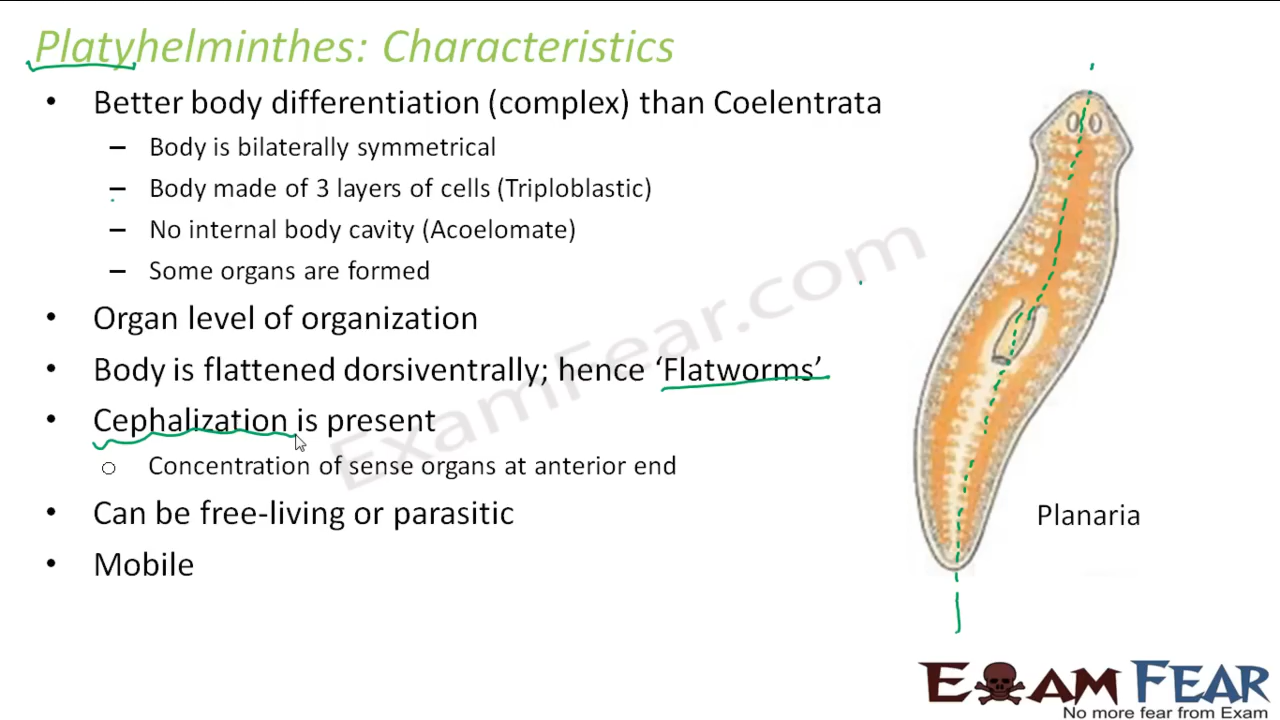 Platyhelminthes: Characteristics
• Better body differentiation (complex) than Coelentrata
– Body is bilaterally symmetrical
– Body made of 3 layers of cells (Triploblastic)
– No internal body cavity (Acoelomate)
– Some organs are formed
• Organ level of organization
• Body is flattened dorsiventrally; hence ‘Flatworms’
• Cephalization is present
o Concentration of sense organs at anterior end
• Can be free-living or parasitic
• Mobile
Planaria
ExamFear.com
EXAM FEAR
No more fear from Exam